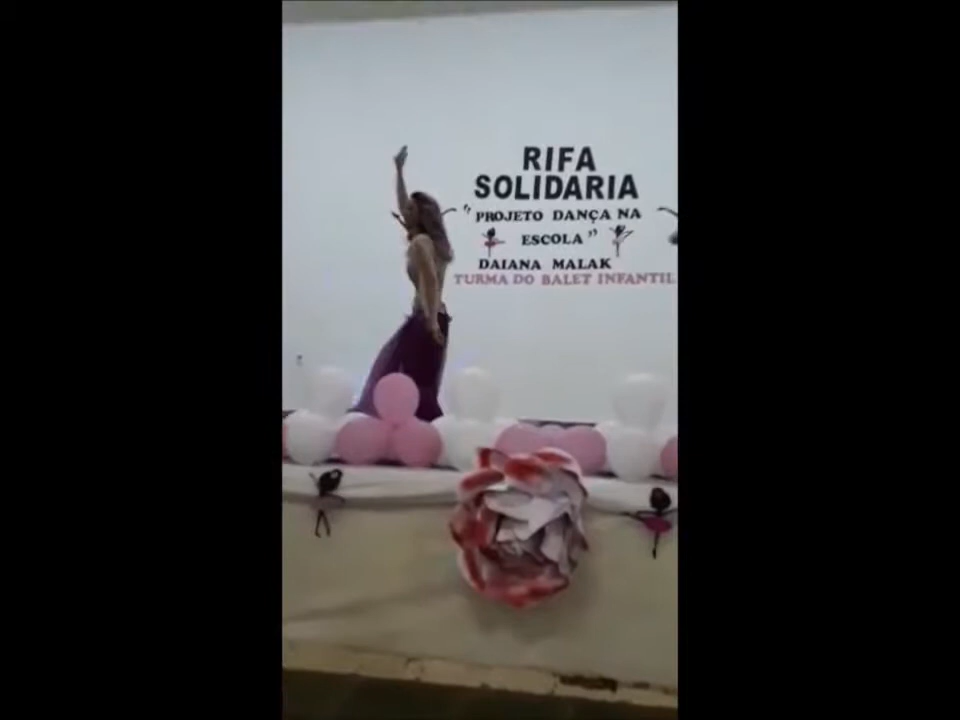 RIFA
SOLIDARIA
"PROJETO DANÇA NA
ESCOLA"
DAIANA MALAK
TURMA DO BALET INFANTIL